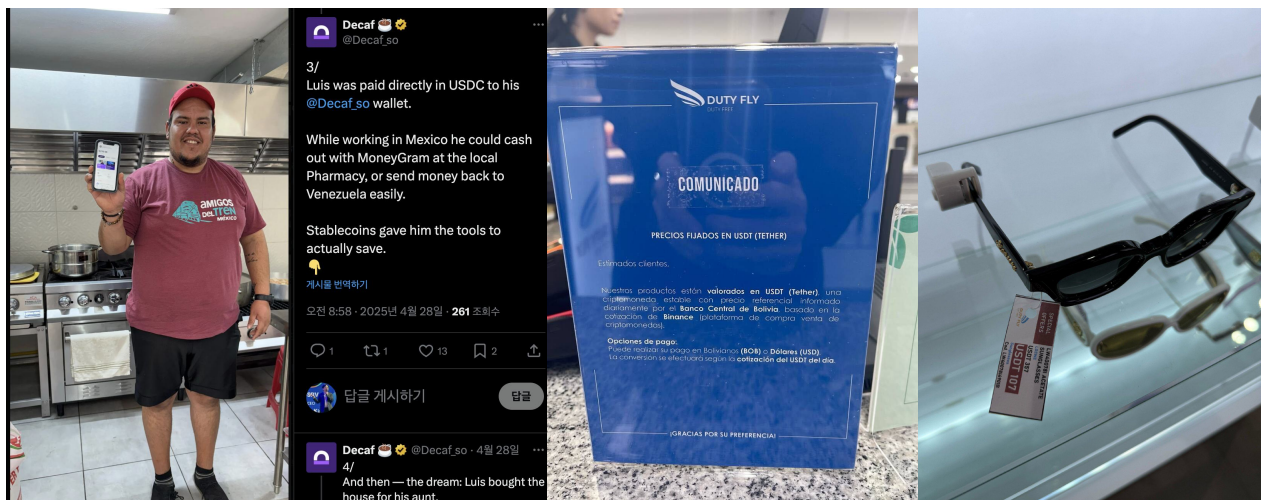 AMIGOS
DEL TREN
MÉXICO
Decaf
@Decaf_so
3/
Luis was paid directly in USDC to his
@Decaf_so wallet.
While working in Mexico he could cash
out with MoneyGram at the local
Pharmacy, or send money back to
Venezuela easily.
Stablecoins gave him the tools to
actually save.
게시물 번역하기
오전 8:58 · 2025년 4월 28일 · 261 조회수
1 1 13 2
답글 게시하기
답글
Decaf @Decaf_so · 4월 28일
4/
And then — the dream: Luis bought the
house for his aunt.
DUTY FLY
DUTY FREE
COMUNICADO
PRECIOS FIJADOS EN USDT (TETHER)
Estimados clientes,
Nuestros productos están valorados en USDT (Tether), una
criptomoneda estable con precio referencial informado
diariamente por el Banco Central de Bolivia, basado en la
cotización de Binance (plataforma de compra venta de
criptomonedas).
Opciones de pago:
Puede realizar su pago en Bolivianos (BOB) o Dólares (USD).
La conversión se efectuará según la cotización del USDT del día.
¡GRACIAS POR SU PREFERENCIA!
SPECIAL
OFFERS
SUNGLASSES
USDT 107